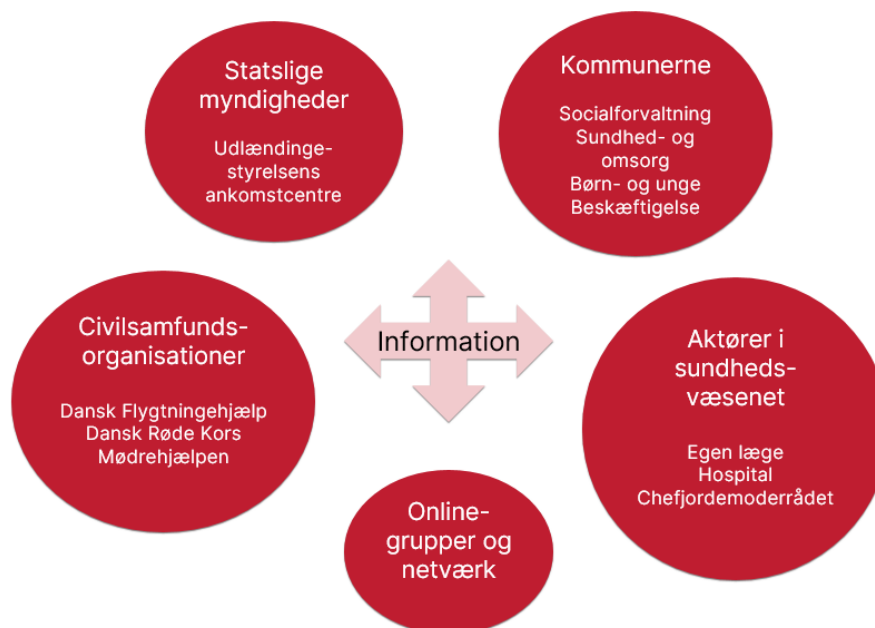 Statslige
myndigheder
Udlændinge-
styrelsens
ankomstcentre
Kommunerne
Socialforvaltning
Sundhed- og
omsorg
Børn- og unge
Beskæftigelse
Civilsamfunds-
organisationer
Dansk Flygtningehjælp
Dansk Røde Kors
Mødrehjælpen
Information
Aktører i
sundheds-
væsenet
Egen læge
Hospital
Chefjordemoderrådet
Online-
grupper og
netværk